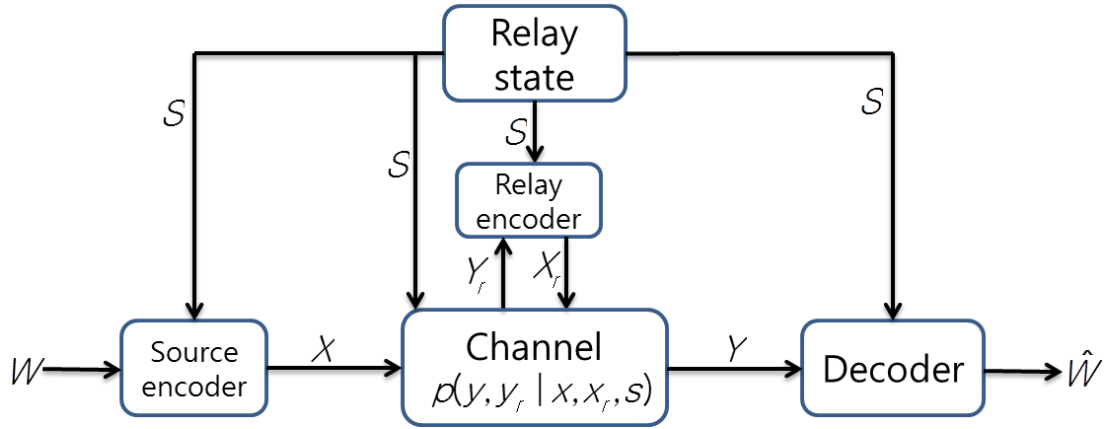 Relay
state
S
S
S
S
Relay
encoder
Y_r
X_r
W
Source
encoder
X
Channel
p(y, y_r | x, x_r, s)
Y
Decoder
Ŵ